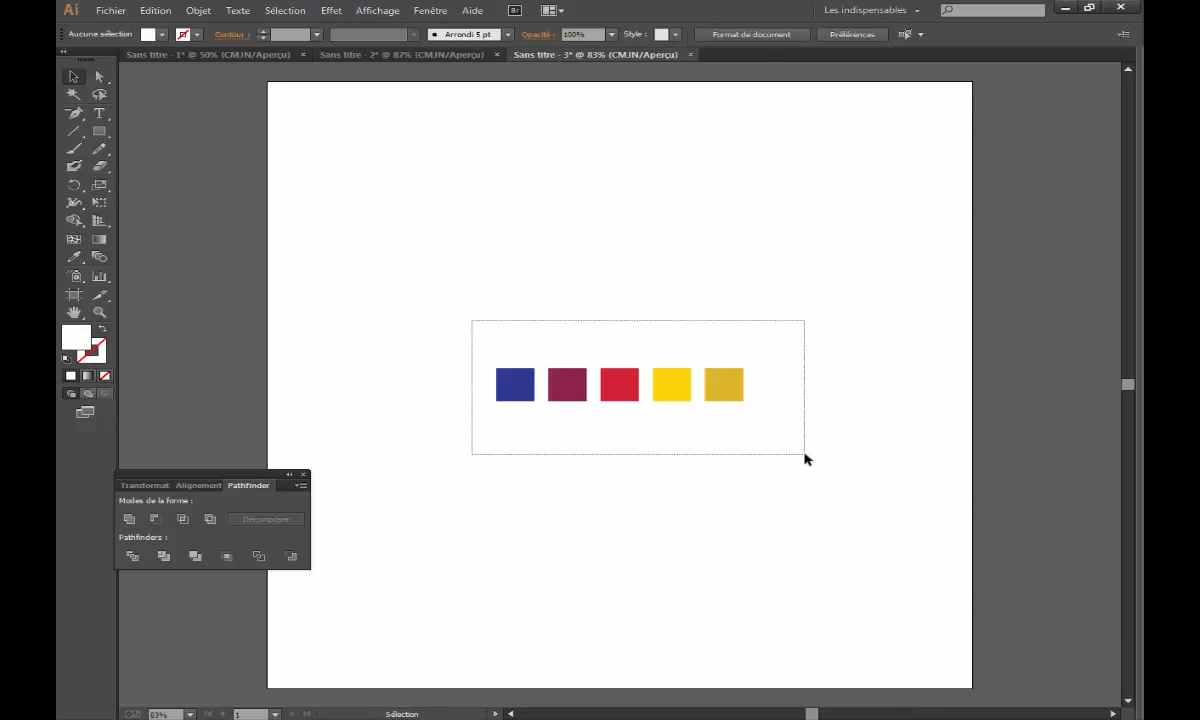 Ai Fichier Edition Objet Texte Sélection Effet Affichage Fenêtre Aide Br Les indispensables
Aucune sélection Contour : Arrondi 5 pt Opacité : 100% Style : Format de document Préférences
Sans titre - 1* @ 50% (CMJN/Aperçu) × Sans titre - 2* @ 87% (CMJN/Aperçu) × Sans titre - 3* @ 83% (CMJN/Aperçu) ×
Transformat Alignement Pathfinder
Modes de la forme :
Décomposer
Pathfinders :
83% 1 Sélection